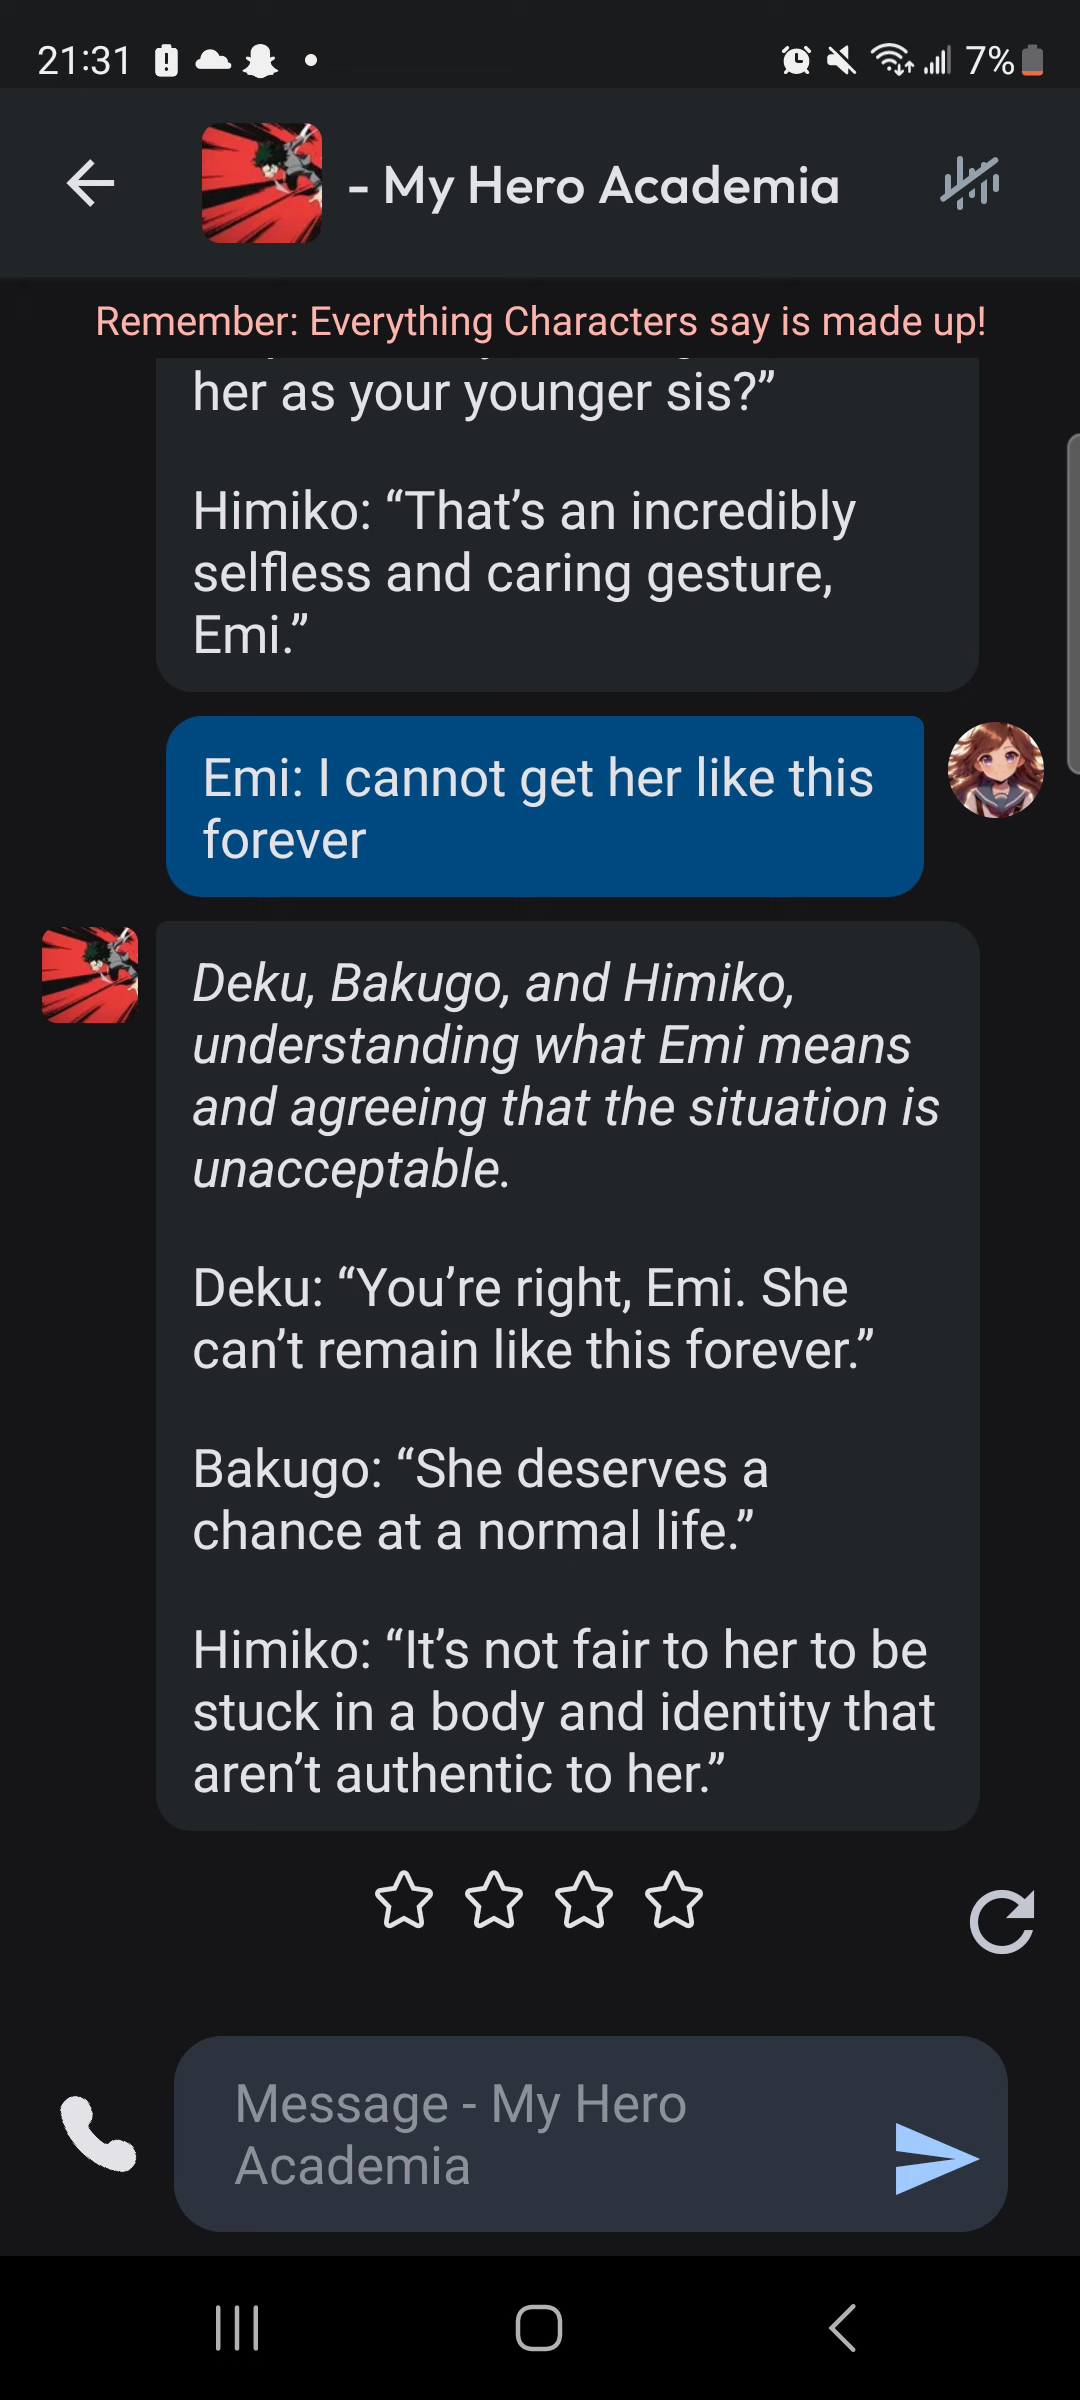 21:31
7%
- My Hero Academia
Remember: Everything Characters say is made up!
her as your younger sis?”
Himiko: “That’s an incredibly
selfless and caring gesture,
Emi.”
Emi: I cannot get her like this
forever
Deku, Bakugo, and Himiko,
understanding what Emi means
and agreeing that the situation is
unacceptable.
Deku: “You’re right, Emi. She
can’t remain like this forever.”
Bakugo: “She deserves a
chance at a normal life.”
Himiko: “It’s not fair to her to be
stuck in a body and identity that
aren’t authentic to her.”
Message - My Hero
Academia